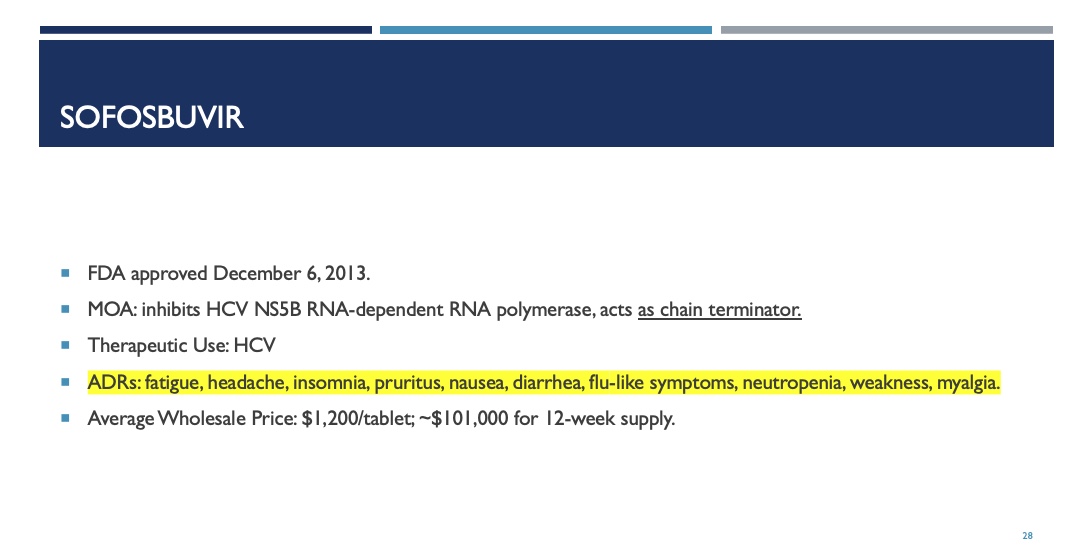 SOFOSBUVIR
FDA approved December 6, 2013.
MOA: inhibits HCV NS5B RNA-dependent RNA polymerase, acts as chain terminator.
Therapeutic Use: HCV
ADRs: fatigue, headache, insomnia, pruritus, nausea, diarrhea, flu-like symptoms, neutropenia, weakness, myalgia.
Average Wholesale Price: $1,200/tablet; ~$101,000 for 12-week supply.
28